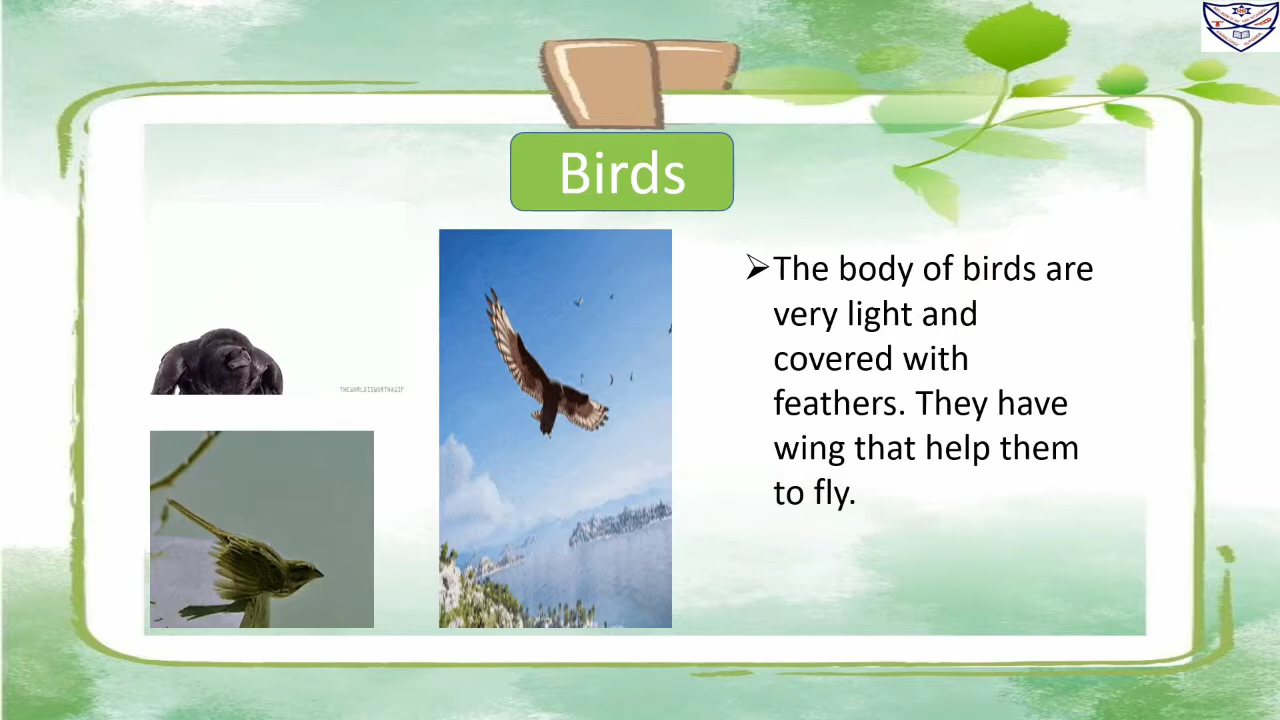 Birds
➢The body of birds are
very light and
covered with
feathers. They have
wing that help them
to fly.
THEWORLDISWORTHAGIF